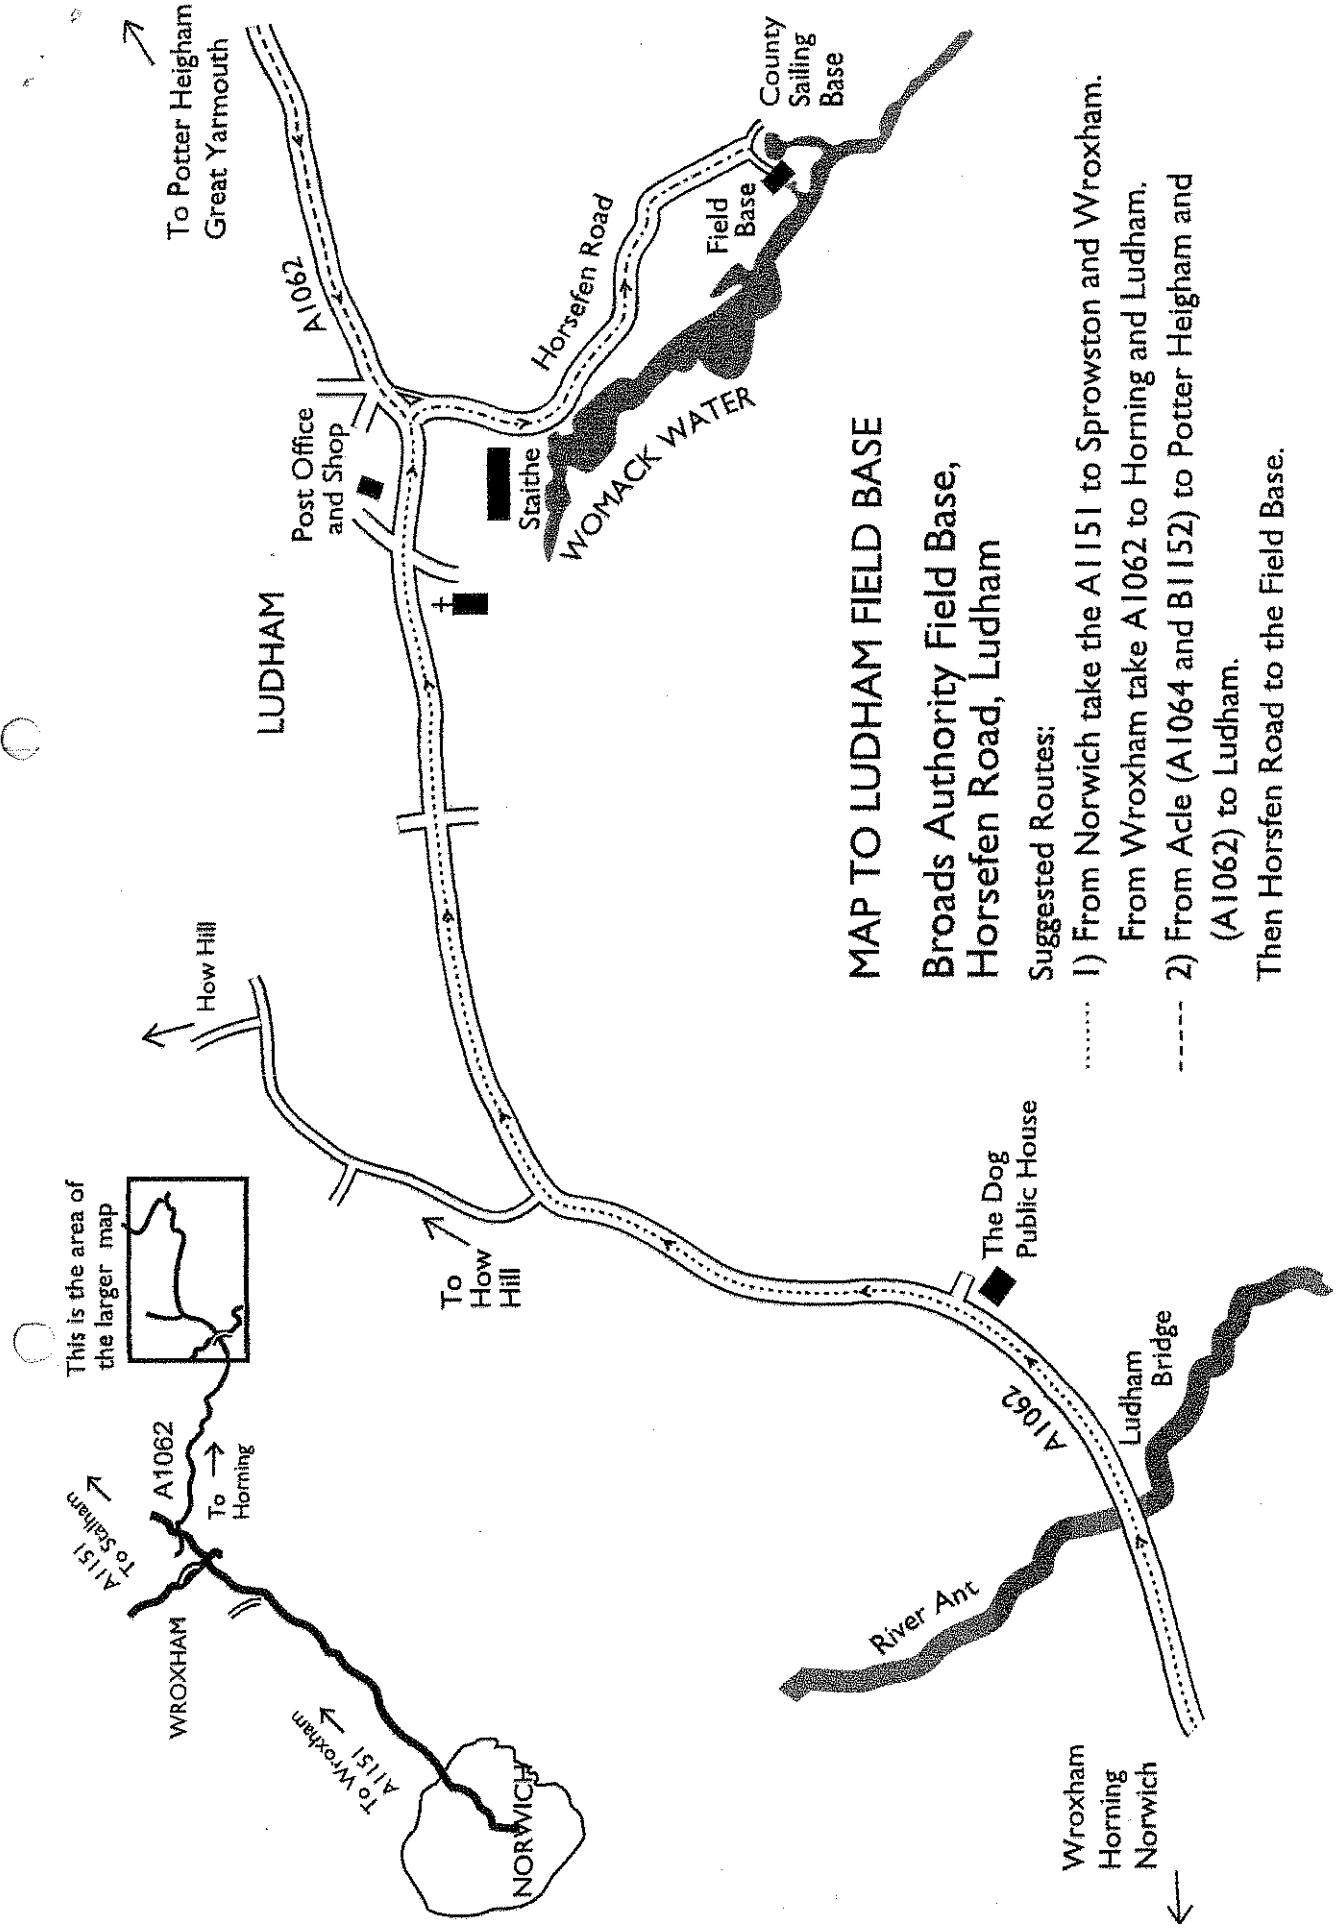 To Potter Heigham
Great Yarmouth
A1062
County
Sailing
Base
Field
Base
Horsefen Road
Post Office
and Shop
Staithe
WOMACK WATER
LUDHAM
How Hill
To
How
Hill
This is the area of
the larger map
A1062
To
Horning
A1151
To Stalham
WROXHAM
To Wroxham
A1151
NORWICH
The Dog
Public House
A1062
Ludham
Bridge
River Ant
Wroxham
Horning
Norwich
MAP TO LUDHAM FIELD BASE
Broads Authority Field Base,
Horsefen Road, Ludham
Suggested Routes:
........ 1) From Norwich take the A1151 to Sprowston and Wroxham.
From Wroxham take A1062 to Horning and Ludham.
----- 2) From Acle (A1064 and B1152) to Potter Heigham and
(A1062) to Ludham.
Then Horsfen Road to the Field Base.